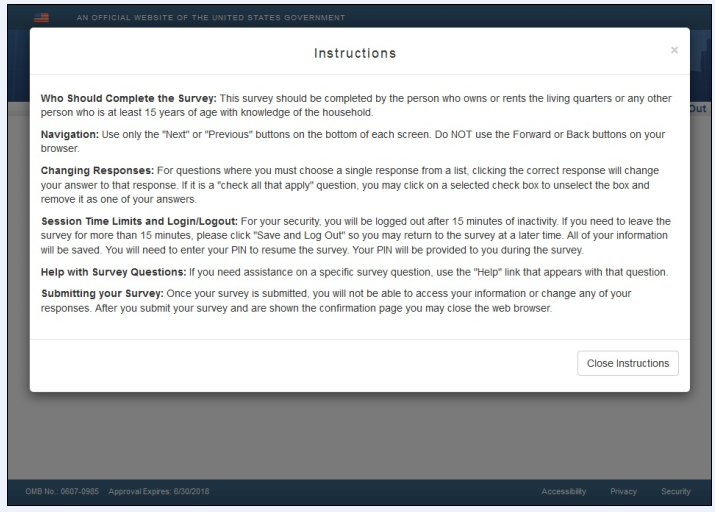 AN OFFICIAL WEBSITE OF THE UNITED STATES GOVERNMENT
Instructions
×
Who Should Complete the Survey: This survey should be completed by the person who owns or rents the living quarters or any other
person who is at least 15 years of age with knowledge of the household.
Out
Navigation: Use only the "Next" or "Previous" buttons on the bottom of each screen. Do NOT use the Forward or Back buttons on your
browser.
Changing Responses: For questions where you must choose a single response from a list, clicking the correct response will change
your answer to that response. If it is a "check all that apply" question, you may click on a selected check box to unselect the box and
remove it as one of your answers.
Session Time Limits and Login/Logout: For your security, you will be logged out after 15 minutes of inactivity. If you need to leave the
survey for more than 15 minutes, please click "Save and Log Out" so you may return to the survey at a later time. All of your information
will be saved. You will need to enter your PIN to resume the survey. Your PIN will be provided to you during the survey.
Help with Survey Questions: If you need assistance on a specific survey question, use the "Help" link that appears with that question.
Submitting your Survey: Once your survey is submitted, you will not be able to access your information or change any of your
responses. After you submit your survey and are shown the confirmation page you may close the web browser.
Close Instructions
OMB No.: 0607-0985 Approval Expires: 6/30/2018
Accessibility Privacy Security